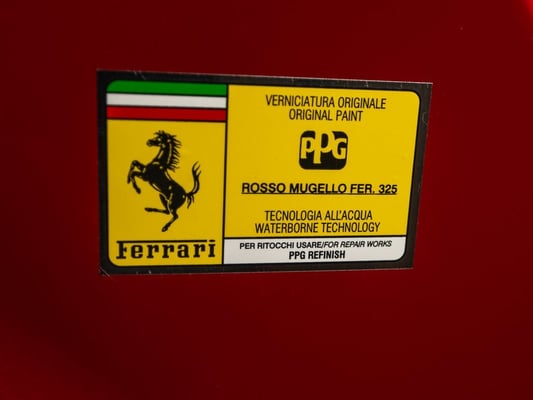 VERNICIATURA ORIGINALE
ORIGINAL PAINT
PPG
ROSSO MUGELLO FER. 325
TECNOLOGIA ALL'ACQUA
WATERBORNE TECHNOLOGY
Ferrari
PER RITOCCHI USARE/FOR REPAIR WORKS
PPG REFINISH